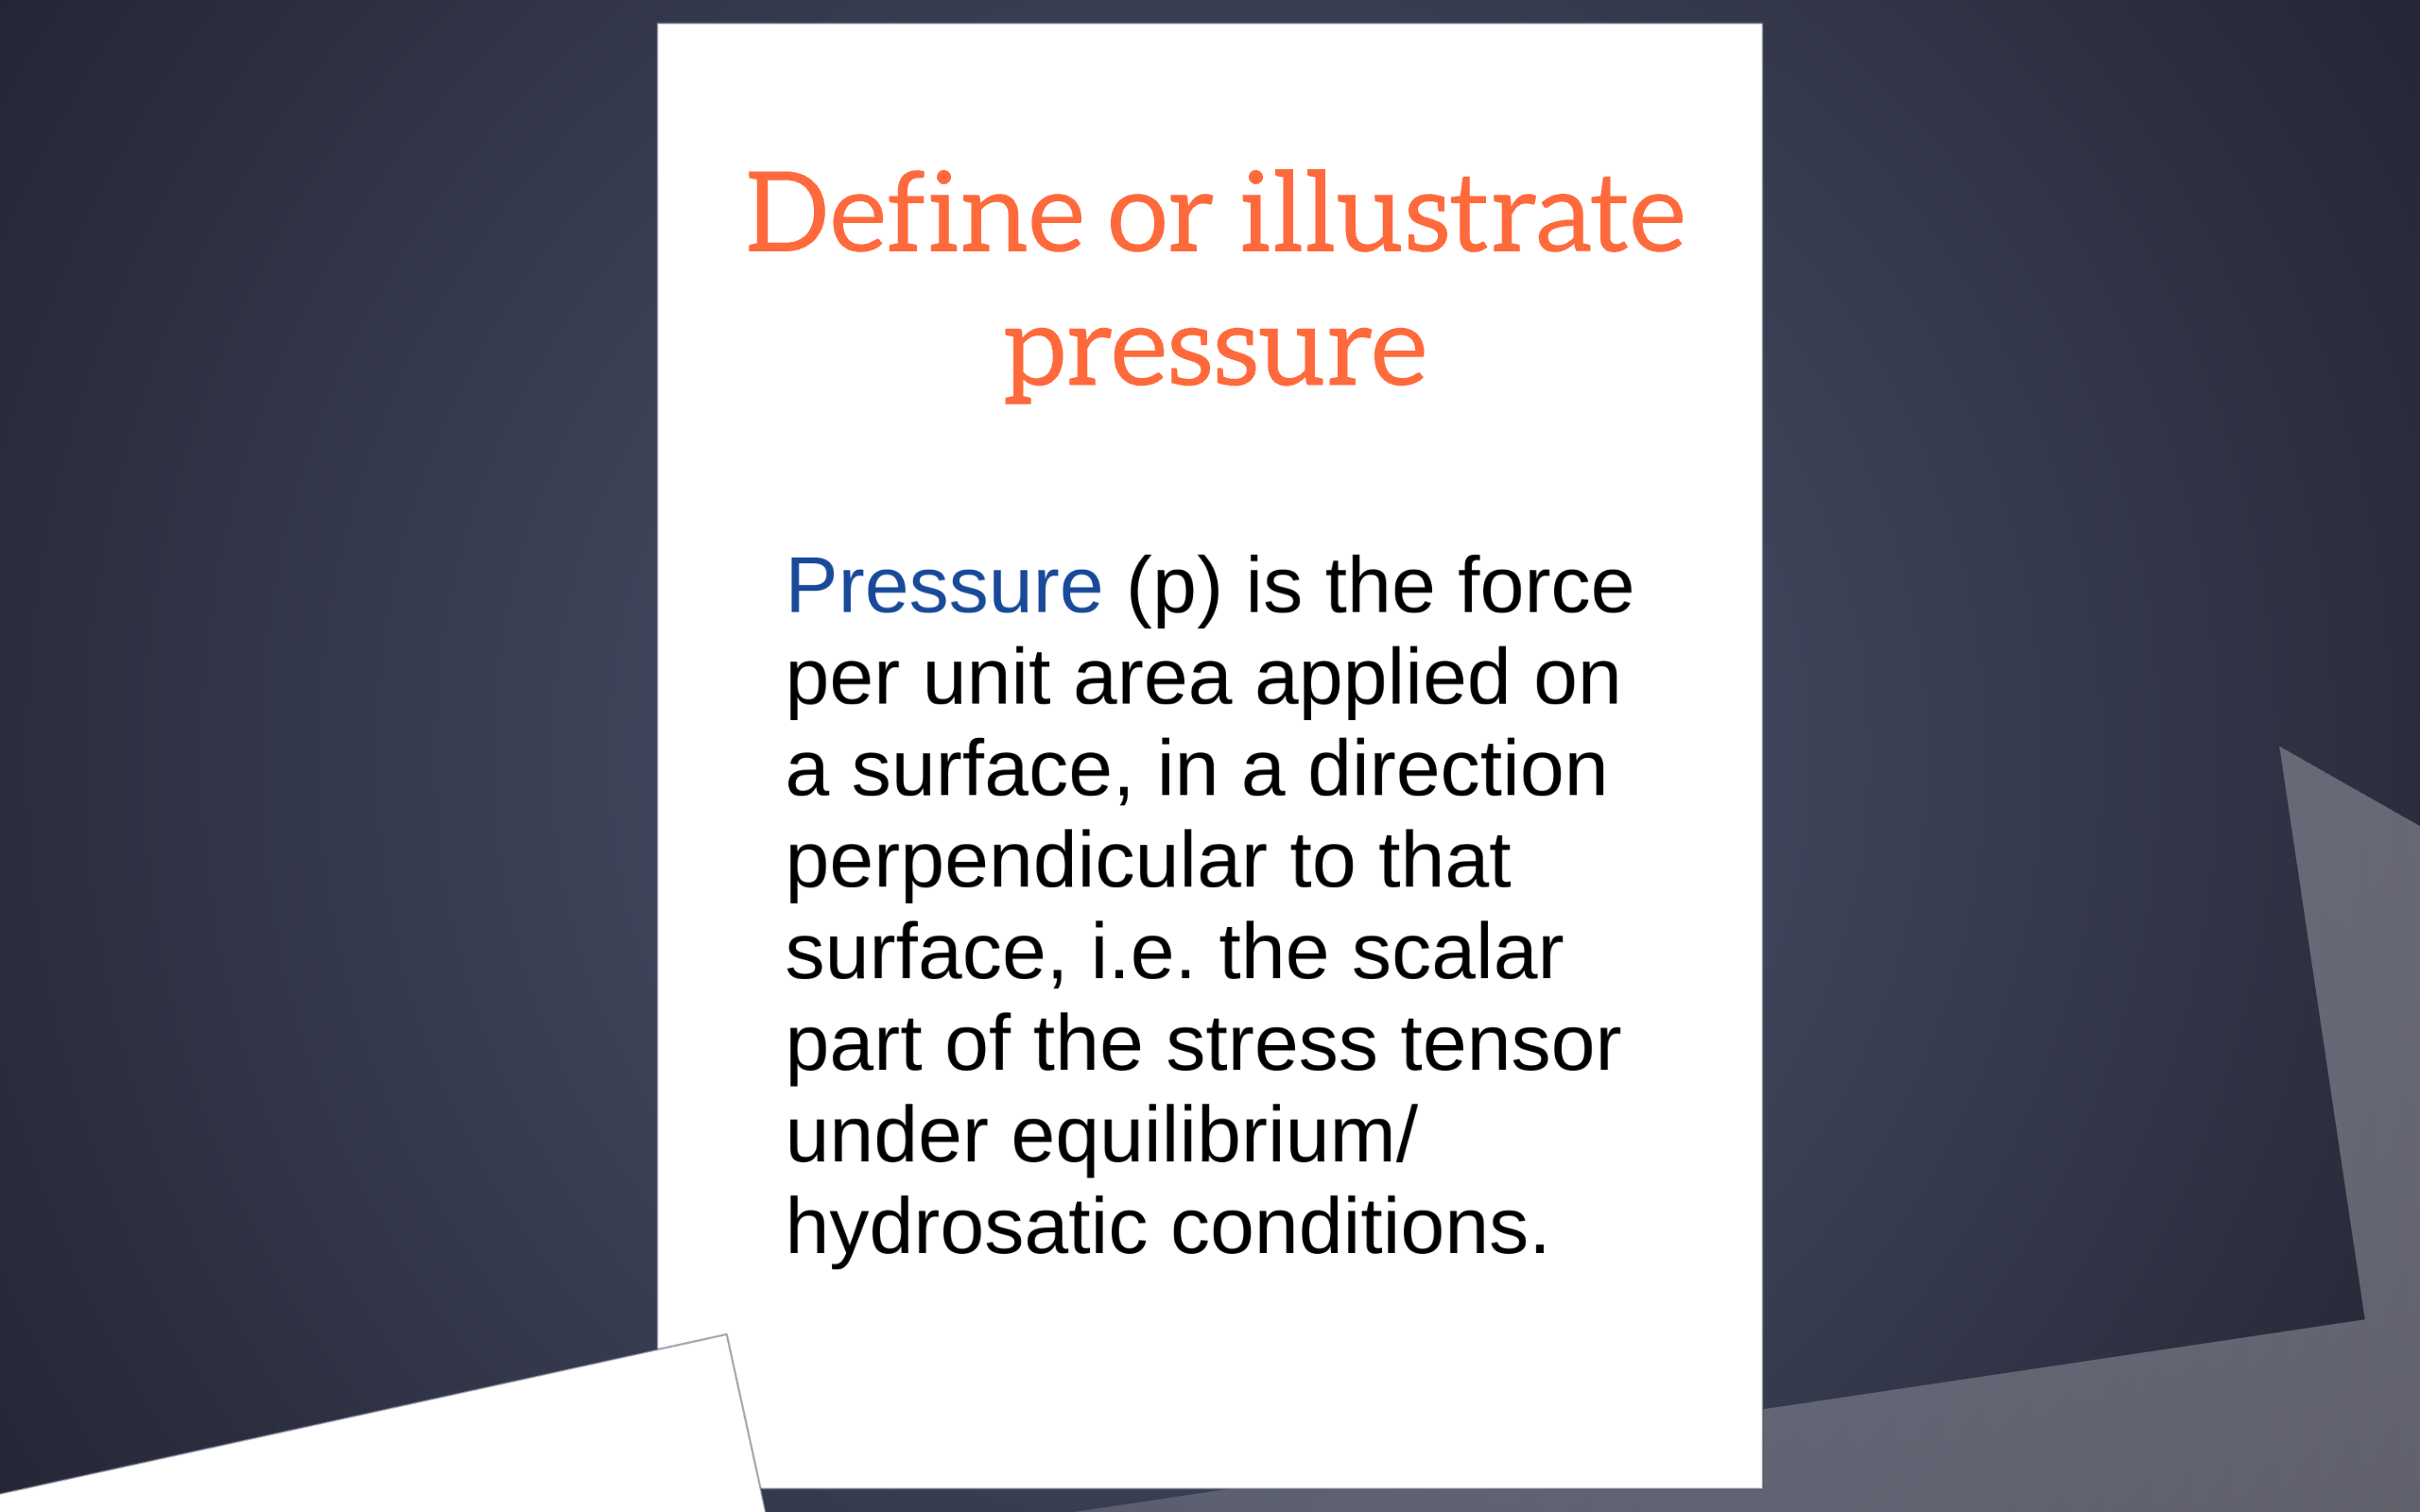 Define or illustrate
pressure
Pressure (p) is the force
per unit area applied on
a surface, in a direction
perpendicular to that
surface, i.e. the scalar
part of the stress tensor
under equilibrium/
hydrosatic conditions.